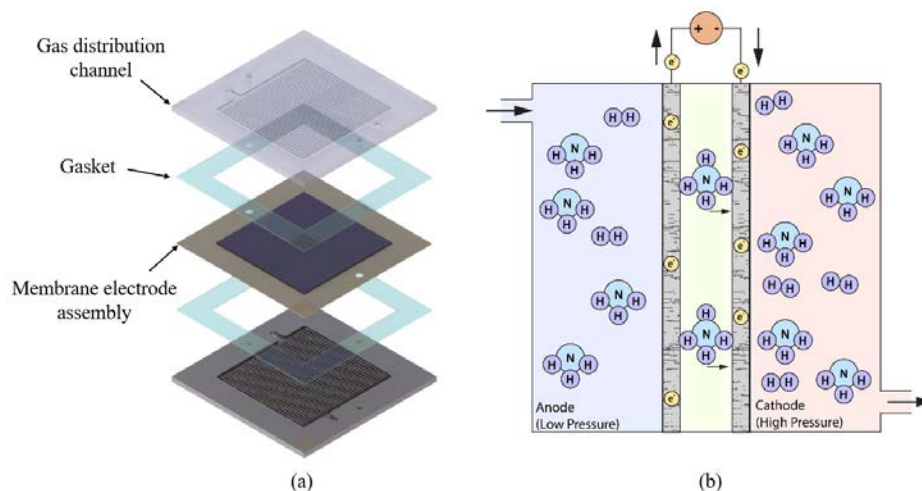 Gas distribution
channel
Gasket
Membrane electrode
assembly
(a)
+ -
e⁻ e⁻
e⁻
e⁻
e⁻
H H
N
H H
H
N
H H
H
H H
N
H H
H
N
H H
H
Anode
(Low Pressure)
H
N
H H
H
H
N
H H
H
e⁻
e⁻
e⁻
H H
N
H H
H
N
H H
H
N
H H
H
H H
H H
N
H H
H
H H
N
H H
H
Cathode
(High Pressure)
(b)